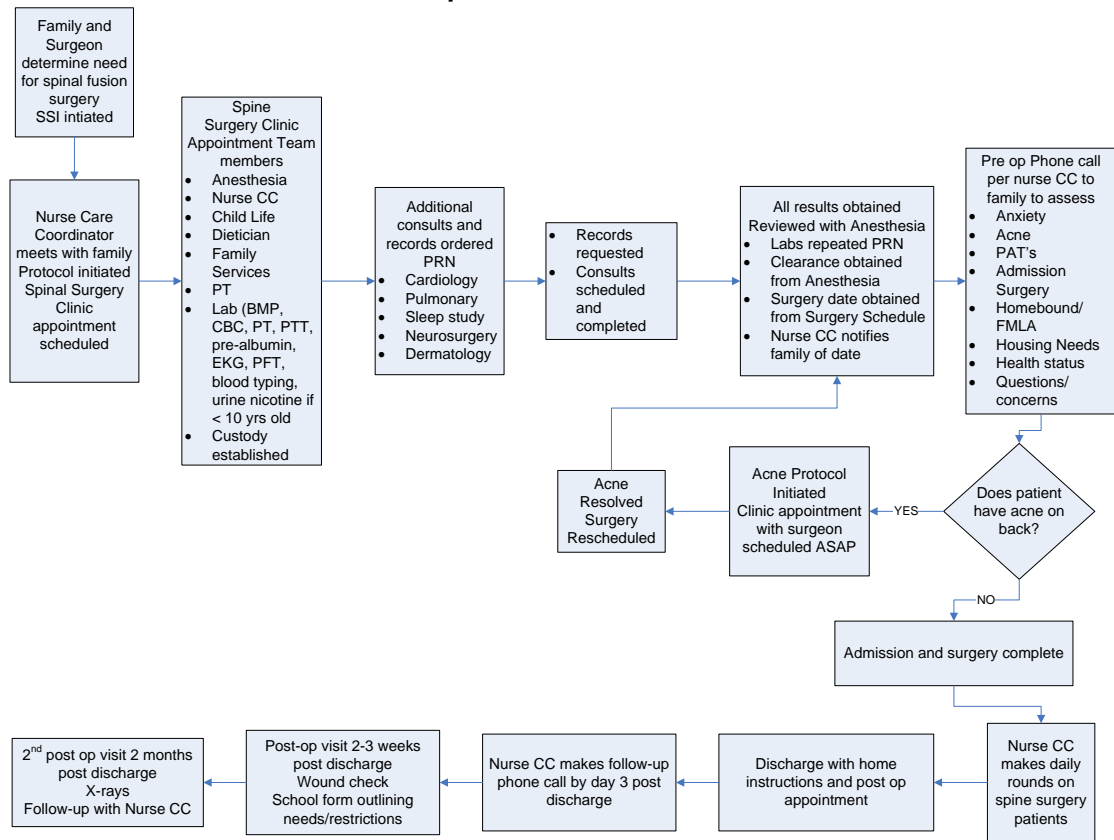 Family and
Surgeon
determine need
for spinal fusion
surgery
SSI intiated
Nurse Care
Coordinator
meets with family
Protocol initiated
Spinal Surgery
Clinic
appointment
scheduled
Spine
Surgery Clinic
Appointment Team
members
• Anesthesia
• Nurse CC
• Child Life
• Dietician
• Family
Services
• PT
• Lab (BMP,
CBC, PT, PTT,
pre-albumin,
EKG, PFT,
blood typing,
urine nicotine if
< 10 yrs old
• Custody
established
Additional
consults and
records ordered
PRN
• Cardiology
• Pulmonary
• Sleep study
• Neurosurgery
• Dermatology
• Records
requested
• Consults
scheduled
and
completed
All results obtained
Reviewed with Anesthesia
• Labs repeated PRN
• Clearance obtained
from Anesthesia
• Surgery date obtained
from Surgery Schedule
• Nurse CC notifies
family of date
Pre op Phone call
per nurse CC to
family to assess
• Anxiety
• Acne
• PAT's
• Admission
Surgery
• Homebound/
FMLA
• Housing Needs
• Health status
• Questions/
concerns
Does patient
have acne on
back?
YES
Acne Protocol
Initiated
Clinic appointment
with surgeon
scheduled ASAP
Acne
Resolved
Surgery
Rescheduled
NO
Admission and surgery complete
Nurse CC
makes daily
rounds on
spine surgery
patients
Discharge with home
instructions and post op
appointment
Nurse CC makes follow-up
phone call by day 3 post
discharge
Post-op visit 2-3 weeks
post discharge
Wound check
School form outlining
needs/restrictions
2nd post op visit 2 months
post discharge
X-rays
Follow-up with Nurse CC